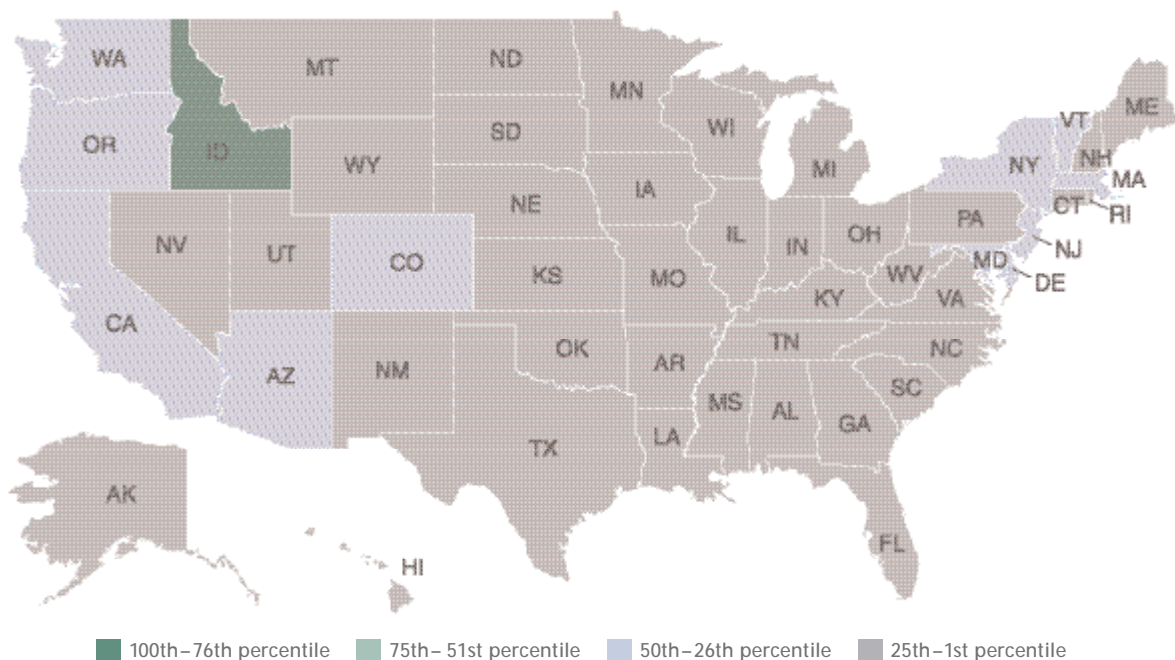 WA
MT
ND
MN
ME
VT
OR
ID
SD
WI
NH
NY
MA
WY
MI
IA
CT
RI
NE
PA
NV
UT
CO
IL
IN
OH
NJ
MD
DE
KS
MO
WV
KY
VA
CA
AZ
NM
OK
AR
TN
NC
SC
MS
AL
GA
LA
TX
AK
FL
HI
100th–76th percentile 75th–51st percentile 50th–26th percentile 25th–1st percentile